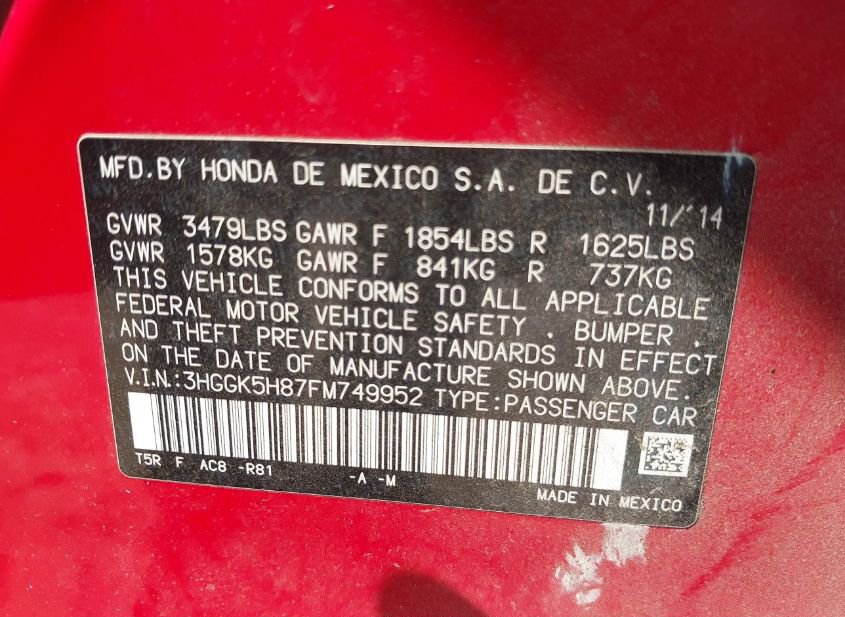 MFD.BY HONDA DE MEXICO S.A. DE C.V.
11/'14
GVWR 3479LBS GAWR F 1854LBS R 1625LBS
GVWR 1578KG GAWR F 841KG R 737KG
THIS VEHICLE CONFORMS TO ALL APPLICABLE
FEDERAL MOTOR VEHICLE SAFETY . BUMPER .
AND THEFT PREVENTION STANDARDS IN EFFECT
ON THE DATE OF MANUFACTURE SHOWN ABOVE.
V.I.N.:3HGGK5H87FM749952 TYPE:PASSENGER CAR
T5R F AC8 -R81 -A -M
MADE IN MEXICO